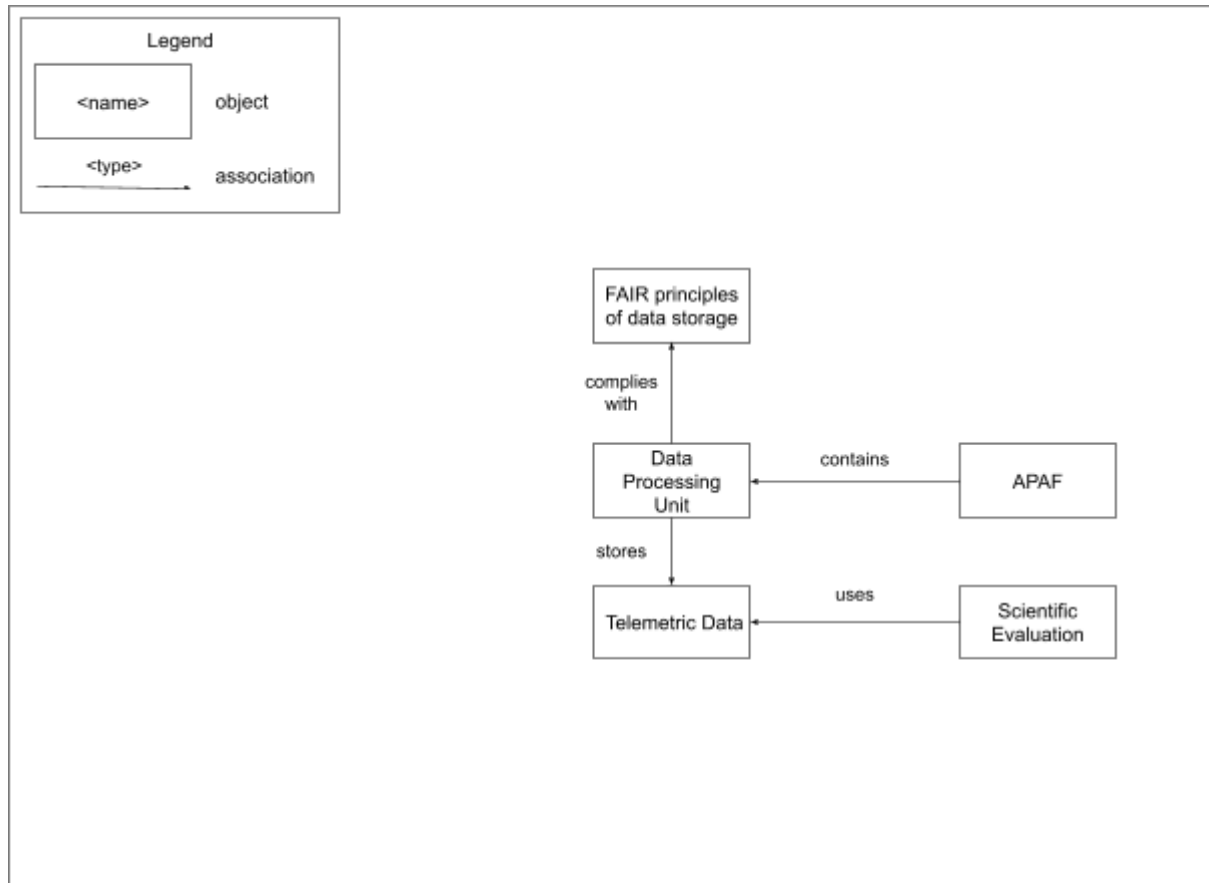 Legend
<name>
object
<type>
association
FAIR principles
of data storage
complies
with
Data
Processing
Unit
contains
APAF
stores
Telemetric Data
uses
Scientific
Evaluation